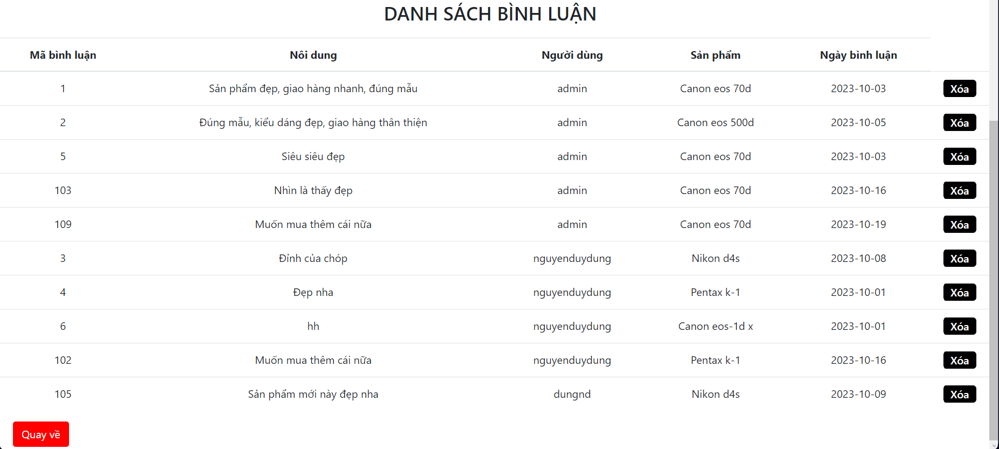 DANH SÁCH BÌNH LUẬN
Mã bình luận Nôi dung Người dùng Sản phẩm Ngày bình luận
1 Sản phẩm đẹp, giao hàng nhanh, đúng mẫu admin Canon eos 70d 2023-10-03 Xóa
2 Đúng mẫu, kiểu dáng đẹp, giao hàng thân thiện admin Canon eos 500d 2023-10-05 Xóa
5 Siêu siêu đẹp admin Canon eos 70d 2023-10-03 Xóa
103 Nhìn là thấy đẹp admin Canon eos 70d 2023-10-16 Xóa
109 Muốn mua thêm cái nữa admin Canon eos 70d 2023-10-19 Xóa
3 Đỉnh của chóp nguyenduydung Nikon d4s 2023-10-08 Xóa
4 Đẹp nha nguyenduydung Pentax k-1 2023-10-01 Xóa
6 hh nguyenduydung Canon eos-1d x 2023-10-01 Xóa
102 Muốn mua thêm cái nữa nguyenduydung Pentax k-1 2023-10-16 Xóa
105 Sản phẩm mới này đẹp nha dungnd Nikon d4s 2023-10-09 Xóa
Quay về